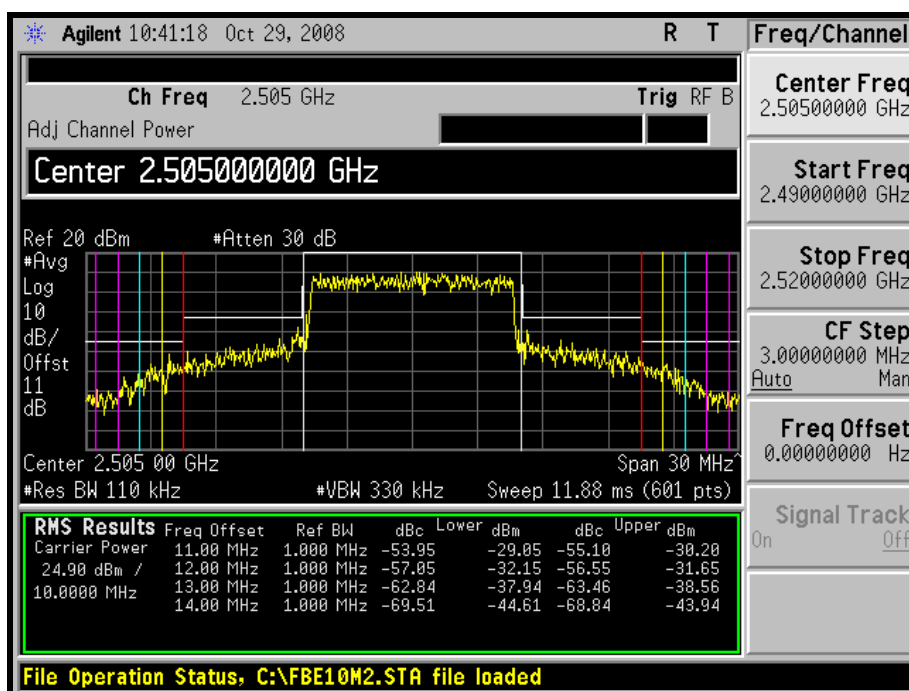 Agilent 10:41:18 Oct 29, 2008 R T
Freq/Channel
Ch Freq 2.505 GHz Trig RF B
Adj Channel Power
Center 2.505000000 GHz
Center Freq
2.50500000 GHz
Start Freq
2.49000000 GHz
Stop Freq
2.52000000 GHz
CF Step
3.00000000 MHz
Auto Man
Freq Offset
0.00000000 Hz
Signal Track
On Off
Ref 20 dBm #Atten 30 dB
#Avg
Log
10
dB/
Offst
11
dB
Center 2.505 00 GHz Span 30 MHz^
#Res BW 110 kHz #VBW 330 kHz Sweep 11.88 ms (601 pts)
RMS Results Freq Offset Ref BW dBc Lower dBm dBc Upper dBm
Carrier Power 11.00 MHz 1.000 MHz -53.95 -29.05 -55.10 -30.20
24.90 dBm / 12.00 MHz 1.000 MHz -57.05 -32.15 -56.55 -31.65
10.0000 MHz 13.00 MHz 1.000 MHz -62.84 -37.94 -63.46 -38.56
14.00 MHz 1.000 MHz -69.51 -44.61 -68.84 -43.94
File Operation Status, C:\FBE10M2.STA file loaded